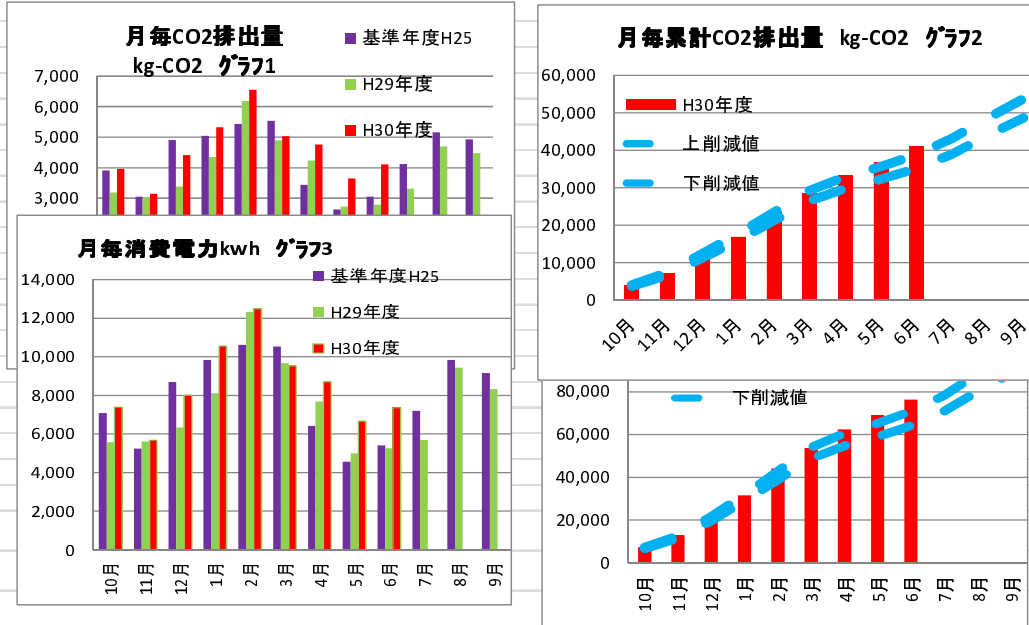 月毎CO2排出量
kg-CO2 ｸﾞﾗﾌ1
基準年度H25
H29年度
H30年度
7,000
6,000
5,000
4,000
3,000
月毎累計CO2排出量 kg-CO2 ｸﾞﾗﾌ2
H30年度
上削減値
下削減値
60,000
50,000
40,000
30,000
20,000
10,000
0
10月 11月 12月 1月 2月 3月 4月 5月 6月 7月 8月 9月
月毎消費電力kwh ｸﾞﾗﾌ3
基準年度H25
H29年度
H30年度
14,000
12,000
10,000
8,000
6,000
4,000
2,000
0
10月 11月 12月 1月 2月 3月 4月 5月 6月 7月 8月 9月
下削減値
80,000
60,000
40,000
20,000
0
10月 11月 12月 1月 2月 3月 4月 5月 6月 7月 8月 9月